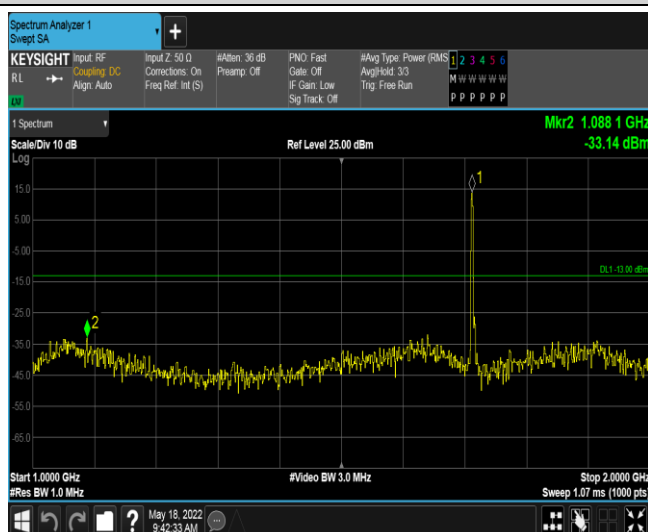 Spectrum Analyzer 1
Swept SA
+
KEYSIGHT
RL
Input: RF
Coupling: DC
Align: Auto
Input Z: 50 Ω
Corrections: On
Freq Ref: Int (S)
#Atten: 36 dB
Preamp: Off
PNO: Fast
Gate: Off
IF Gain: Low
Sig Track: Off
#Avg Type: Power (RMS
Avg|Hold: 3/3
Trig: Free Run
1 2 3 4 5 6
M W W W W W
P P P P P P
1 Spectrum
Mkr2 1.088 1 GHz
Scale/Div 10 dB
Ref Level 25.00 dBm
-33.14 dBm
Log
1
15.0
5.00
-5.00
DL1 -13.00 dBm
-15.0
-25.0
2
-35.0
-45.0
-55.0
-65.0
Start 1.0000 GHz
#Video BW 3.0 MHz
Stop 2.0000 GHz
#Res BW 1.0 MHz
Sweep 1.07 ms (1000 pts)
?
May 18, 2022
9:42:33 AM